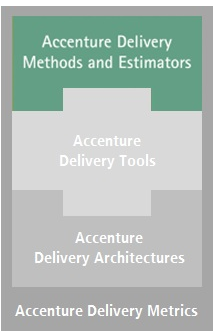 Accenture Delivery
Methods and Estimators
Accenture
Delivery Tools
Accenture
Delivery Architectures
Accenture Delivery Metrics